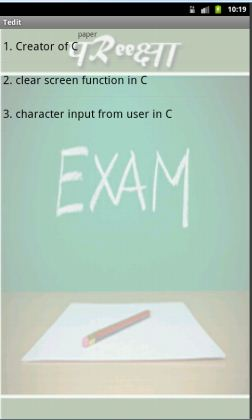 10:19
Tedit
paper
परीक्षा
1. Creator of C
2. clear screen function in C
3. character input from user in C
EXAM